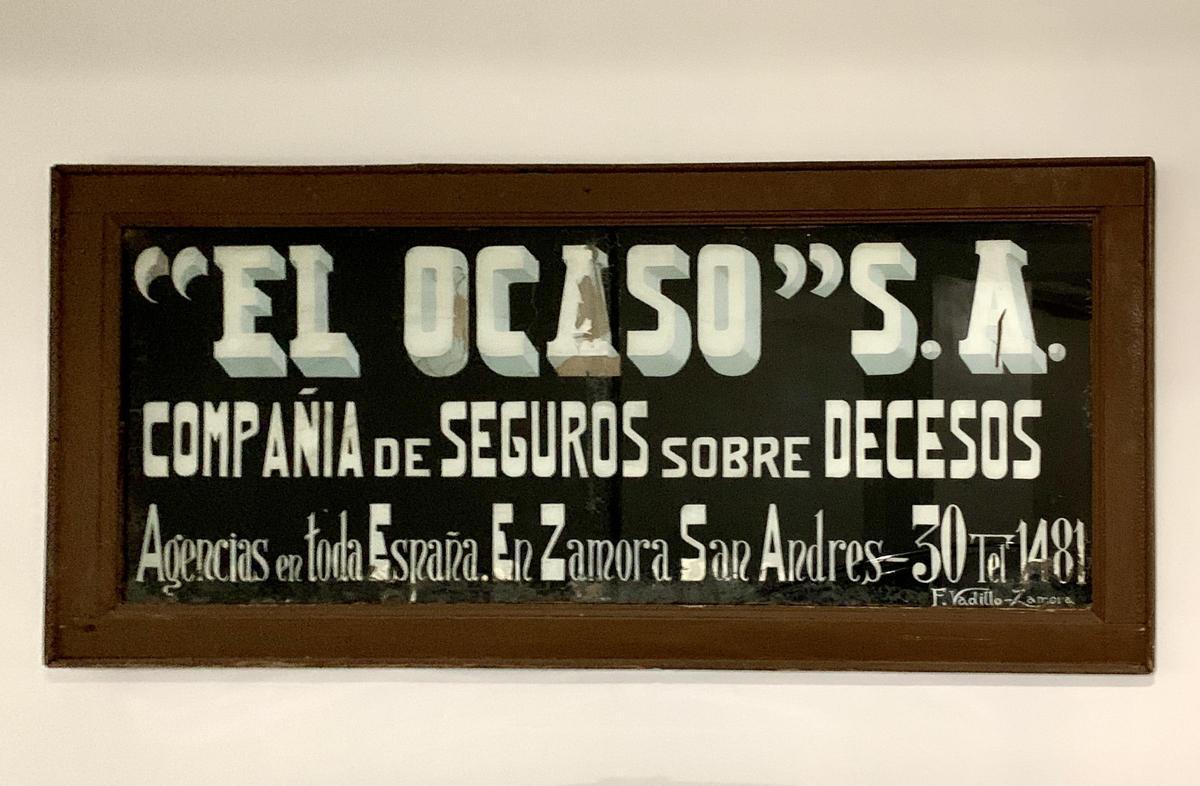 “EL OCASO” S.A.
COMPAÑIA DE SEGUROS SOBRE DECESOS
Agencias en toda España. En Zamora San Andres-30 Telf 1481
F. Vadillo-Zamora